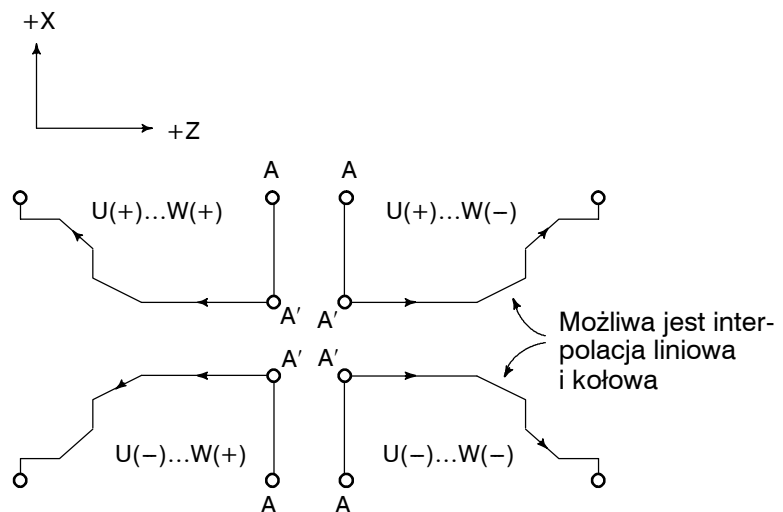 +X
+Z
A A
U(+)...W(+) U(+)...W(−)
A′ A′
Możliwa jest inter-
polacja liniowa
i kołowa
A′ A′
U(−)...W(+) U(−)...W(−)
A A